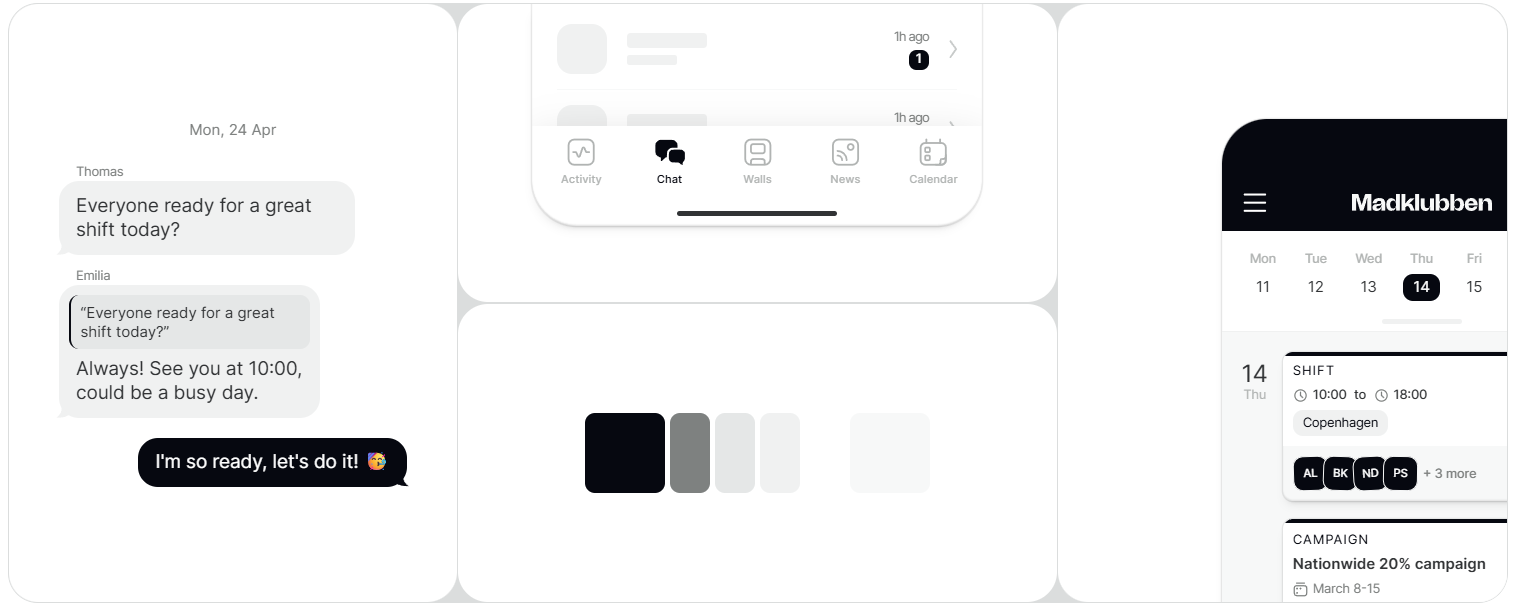 Mon, 24 Apr
Thomas
Everyone ready for a great
shift today?
Emilia
“Everyone ready for a great
shift today?”
Always! See you at 10:00,
could be a busy day.
I'm so ready, let's do it! 🥳
1h ago
1
1h ago
Activity Chat Walls News Calendar
Madklubben
Mon Tue Wed Thu Fri
11 12 13 14 15
14
Thu
SHIFT
10:00 to 18:00
Copenhagen
AL BK ND PS + 3 more
CAMPAIGN
Nationwide 20% campaign
March 8-15